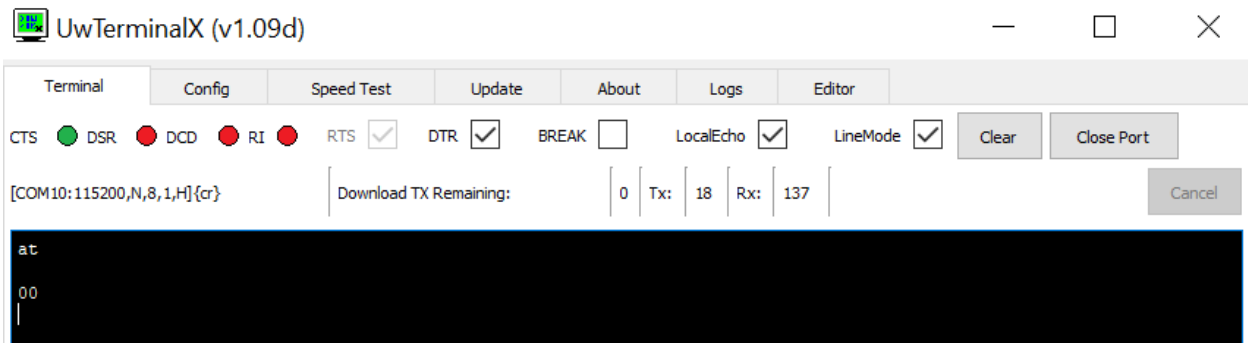 UwTerminalX (v1.09d)
Terminal Config Speed Test Update About Logs Editor
CTS DSR DCD RI RTS DTR BREAK LocalEcho LineMode Clear Close Port
[COM10:115200,N,8,1,H]{cr} Download TX Remaining: 0 Tx: 18 Rx: 137 Cancel
at
00